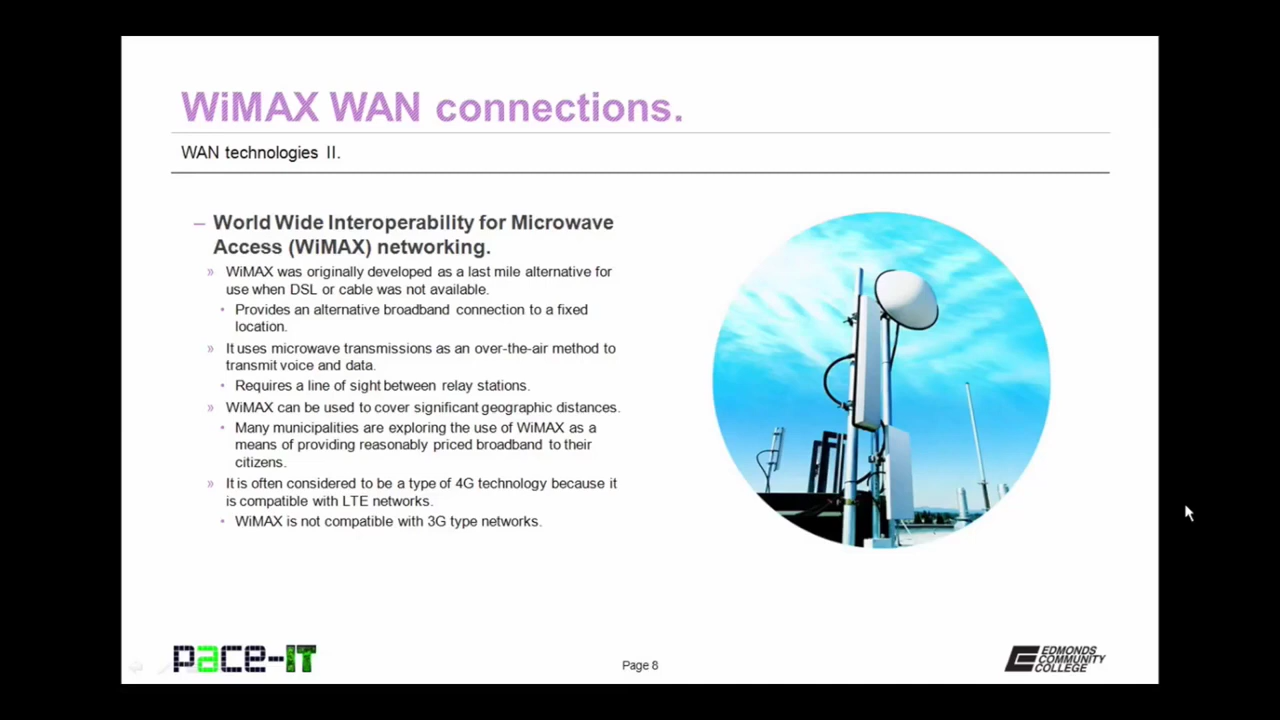 WiMAX WAN connections.
WAN technologies II.
– World Wide Interoperability for Microwave
Access (WiMAX) networking.
» WiMAX was originally developed as a last mile alternative for
use when DSL or cable was not available.
• Provides an alternative broadband connection to a fixed
location.
» It uses microwave transmissions as an over-the-air method to
transmit voice and data.
• Requires a line of sight between relay stations.
» WiMAX can be used to cover significant geographic distances.
• Many municipalities are exploring the use of WiMAX as a
means of providing reasonably priced broadband to their
citizens.
» It is often considered to be a type of 4G technology because it
is compatible with LTE networks.
• WiMAX is not compatible with 3G type networks.
pace-IT
Page 8
EDMONDS
COMMUNITY
COLLEGE